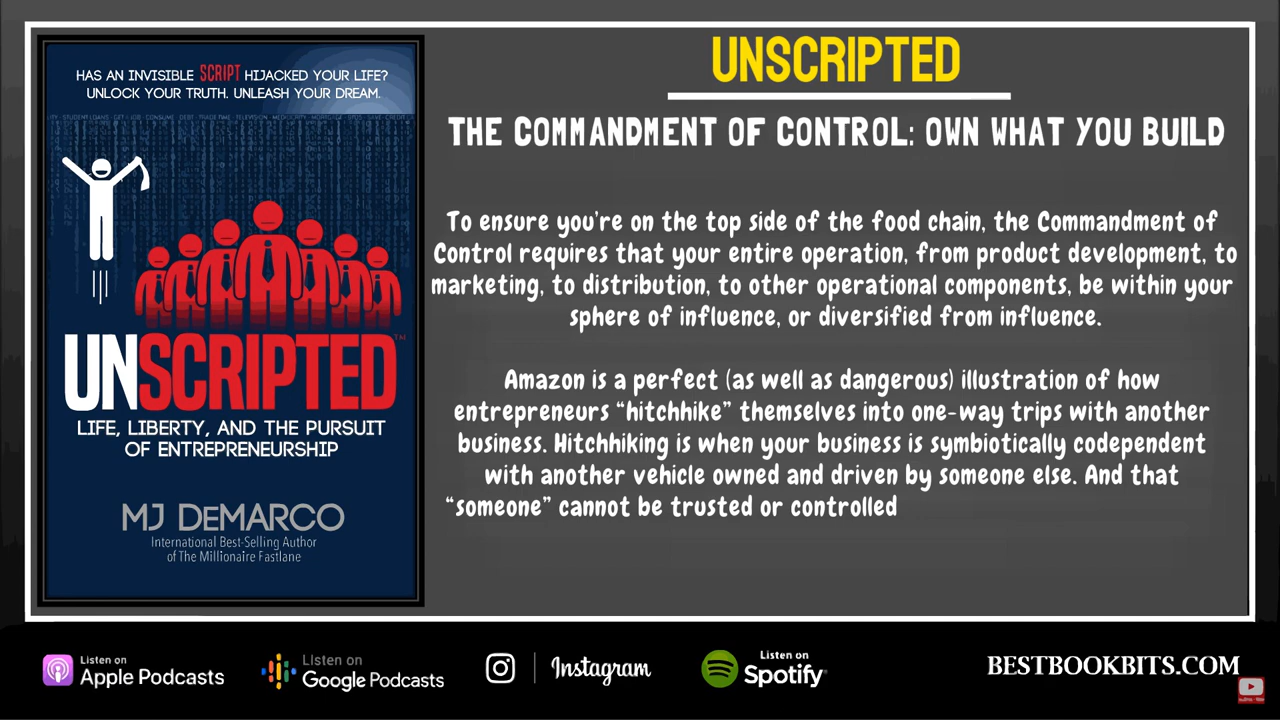 HAS AN INVISIBLE SCRIPT HIJACKED YOUR LIFE?
UNLOCK YOUR TRUTH. UNLEASH YOUR DREAM.
UNSCRIPTED™
LIFE, LIBERTY, AND THE PURSUIT
OF ENTREPRENEURSHIP
MJ DEMARCO
International Best-Selling Author
of The Millionaire Fastlane
UNSCRIPTED
THE COMMANDMENT OF CONTROL: OWN WHAT YOU BUILD
To ensure you're on the top side of the food chain, the Commandment of
Control requires that your entire operation, from product development, to
marketing, to distribution, to other operational components, be within your
sphere of influence, or diversified from influence.
Amazon is a perfect (as well as dangerous) illustration of how
entrepreneurs “hitchhike” themselves into one-way trips with another
business. Hitchhiking is when your business is symbiotically codependent
with another vehicle owned and driven by someone else. And that
“someone” cannot be trusted or controlled
Listen on
Apple Podcasts
Listen on
Google Podcasts
Instagram
Listen on
Spotify
BESTBOOKBITS.COM